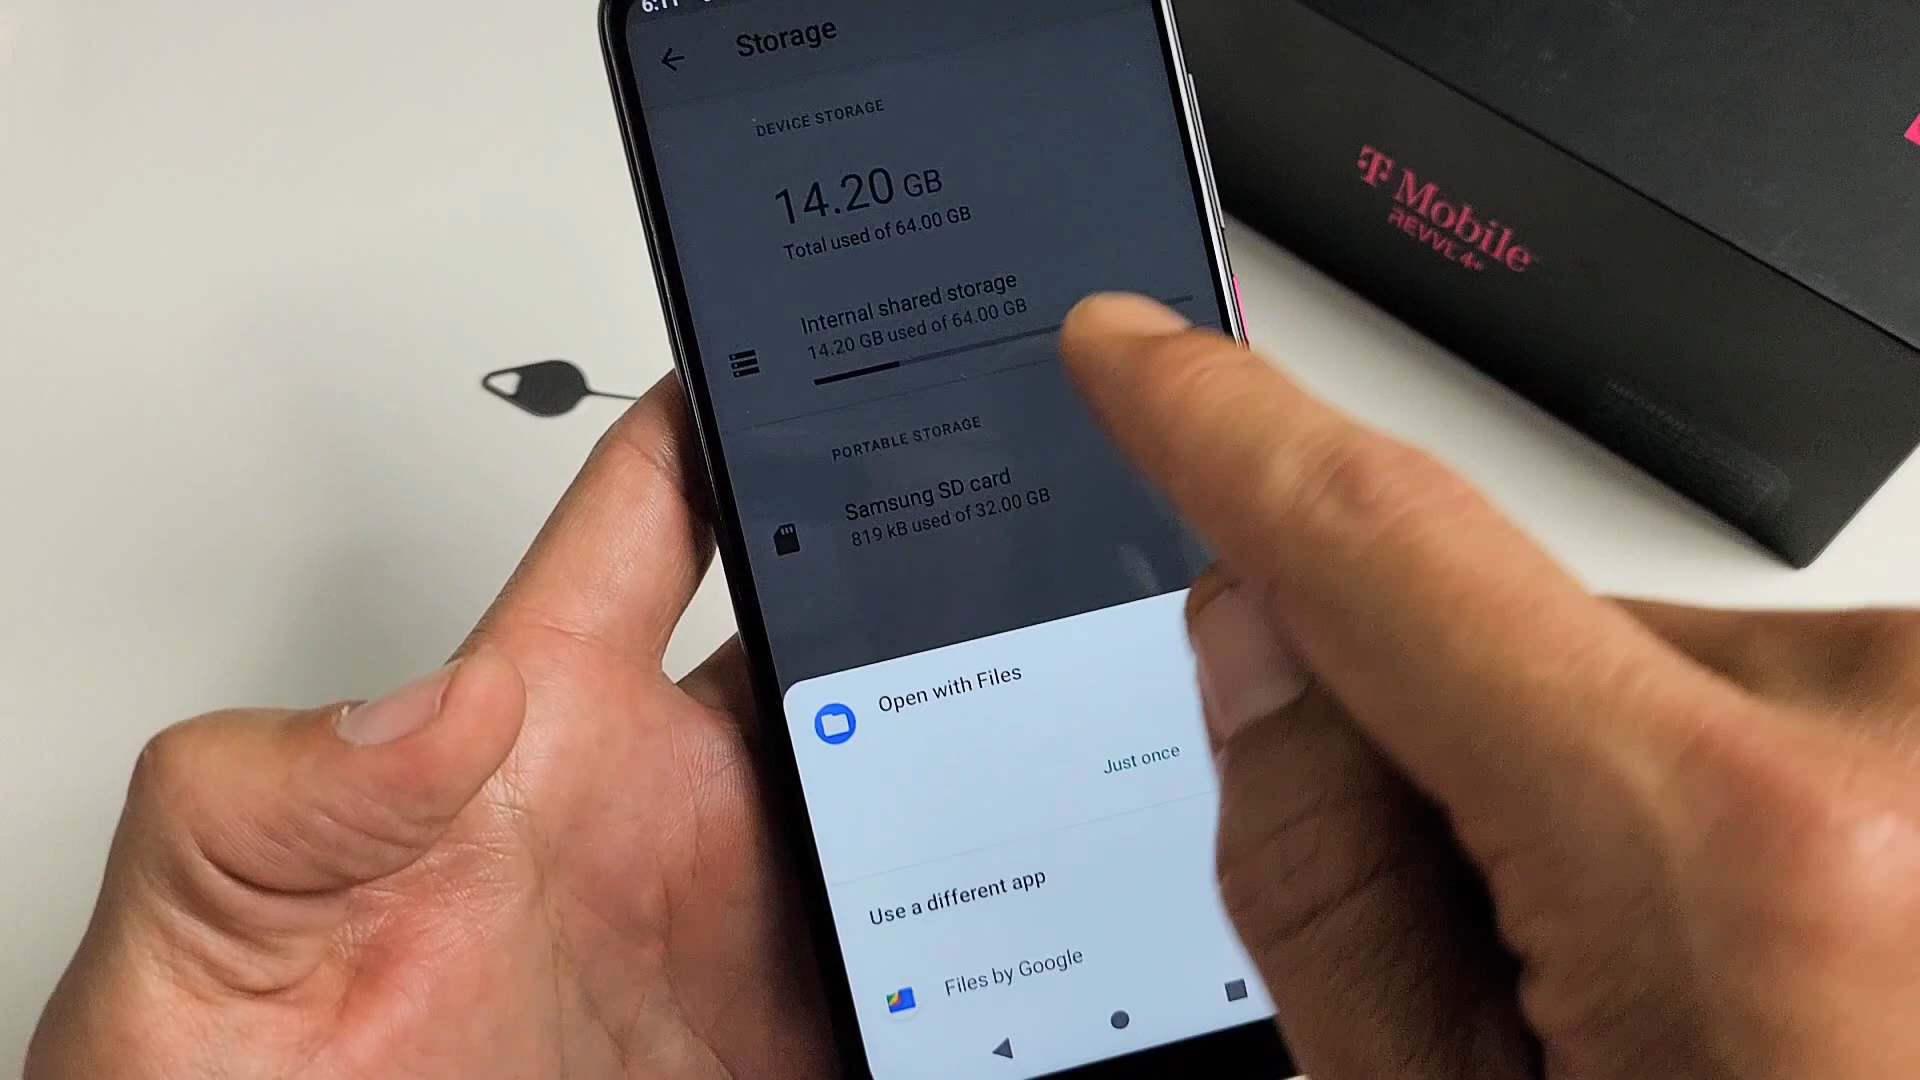 Storage
DEVICE STORAGE
14.20 GB
Total used of 64.00 GB
Internal shared storage
14.20 GB used of 64.00 GB
PORTABLE STORAGE
Samsung SD card
819 kB used of 32.00 GB
Open with Files
Just once
Use a different app
Files by Google
T Mobile
REVVL 4+